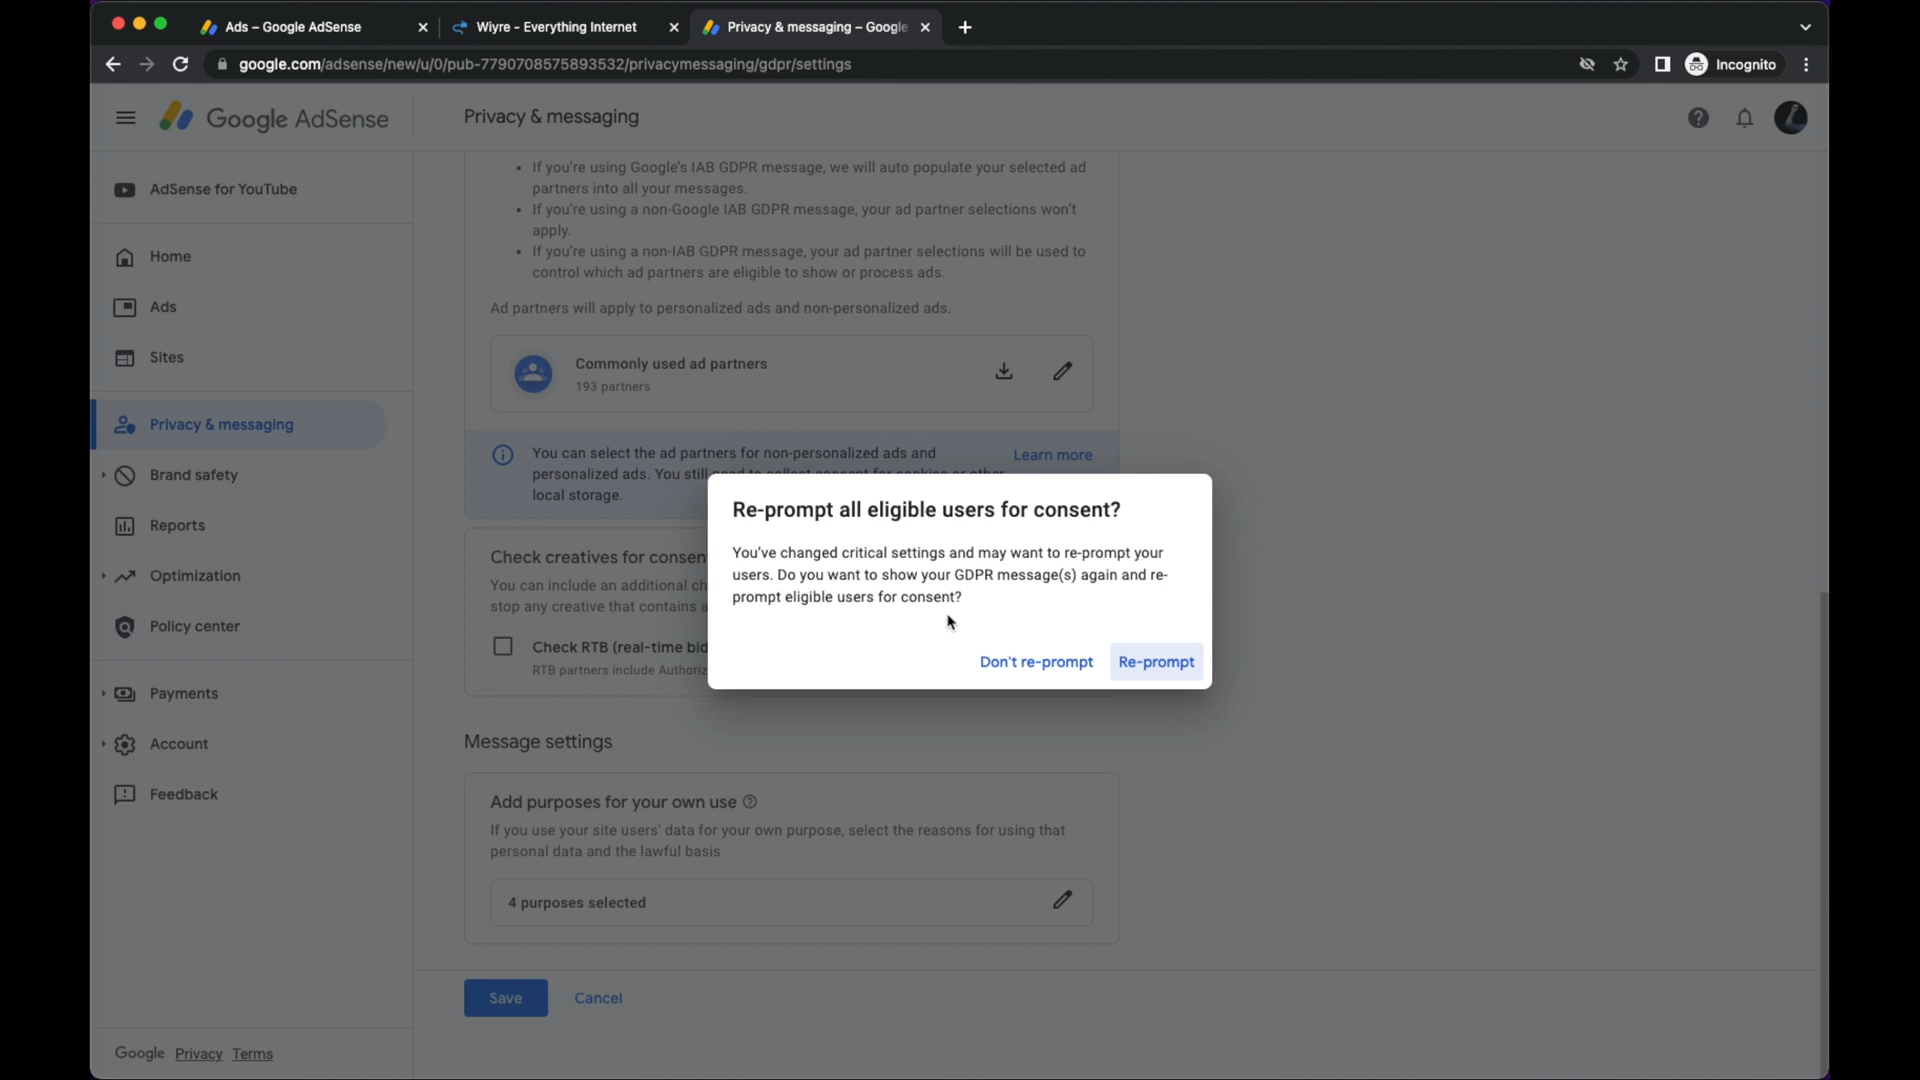 Ads – Google AdSense
Wiyre - Everything Internet
Privacy & messaging – Google
google.com/adsense/new/u/0/pub-7790708575893532/privacymessaging/gdpr/settings
Incognito
Google AdSense
Privacy & messaging
AdSense for YouTube
Home
Ads
Sites
Privacy & messaging
Brand safety
Reports
Optimization
Policy center
Payments
Account
Feedback
Google Privacy Terms
• If you're using Google's IAB GDPR message, we will auto populate your selected ad
partners into all your messages.
• If you're using a non-Google IAB GDPR message, your ad partner selections won't
apply.
• If you're using a non-IAB GDPR message, your ad partner selections will be used to
control which ad partners are eligible to show or process ads.
Ad partners will apply to personalized ads and non-personalized ads.
Commonly used ad partners
193 partners
You can select the ad partners for non-personalized ads and
personalized ads. You still need to collect consent for cookies or other
local storage.
Learn more
Check creatives for consen
You can include an additional ch
stop any creative that contains a
Check RTB (real-time bid
RTB partners include Authoriz
Re-prompt all eligible users for consent?
You've changed critical settings and may want to re-prompt your
users. Do you want to show your GDPR message(s) again and re-
prompt eligible users for consent?
Don't re-prompt
Re-prompt
Message settings
Add purposes for your own use
If you use your site users' data for your own purpose, select the reasons for using that
personal data and the lawful basis
4 purposes selected
Save
Cancel